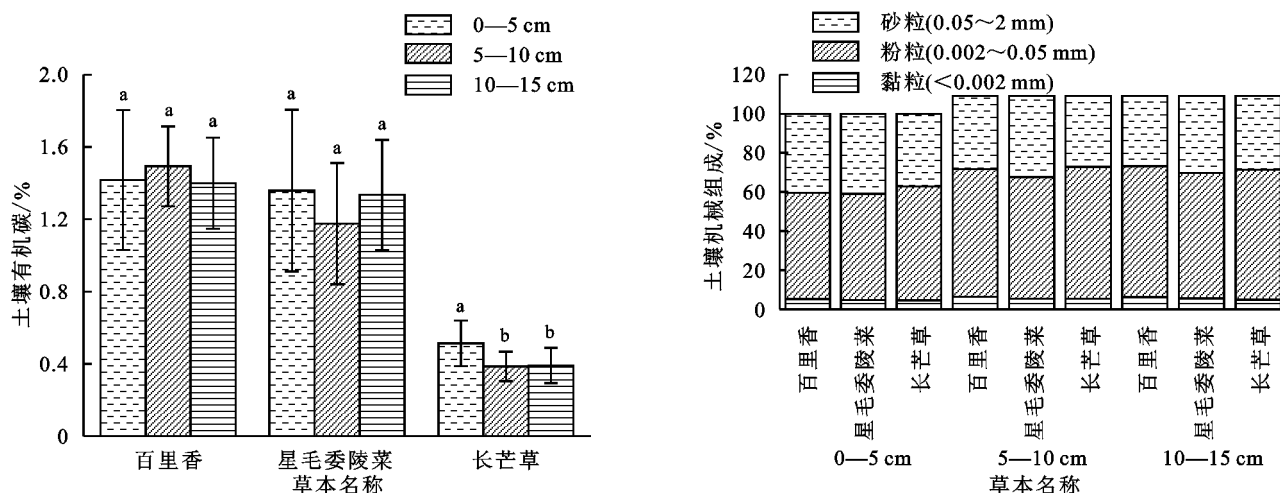 0—5 cm
5—10 cm
10—15 cm
土壤有机碳/%
2.0
1.6
1.2
0.8
0.4
0
a a a
a a a
a b b
百里香 星毛委陵菜 长芒草
草本名称
砂粒(0.05～2 mm)
粉粒(0.002～0.05 mm)
黏粒(＜0.002 mm)
土壤机械组成/%
120
100
80
60
40
20
0
百里香 星毛委陵菜 长芒草 百里香 星毛委陵菜 长芒草 百里香 星毛委陵菜 长芒草
0—5 cm 5—10 cm 10—15 cm
草本名称